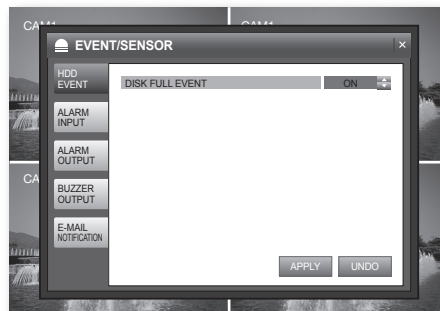 CAM1
CAM1
EVENT/SENSOR
×
HDD
EVENT
DISK FULL EVENT
ON
ALARM
INPUT
ALARM
OUTPUT
CA
BUZZER
OUTPUT
E-MAIL
NOTIFICATION
APPLY
UNDO